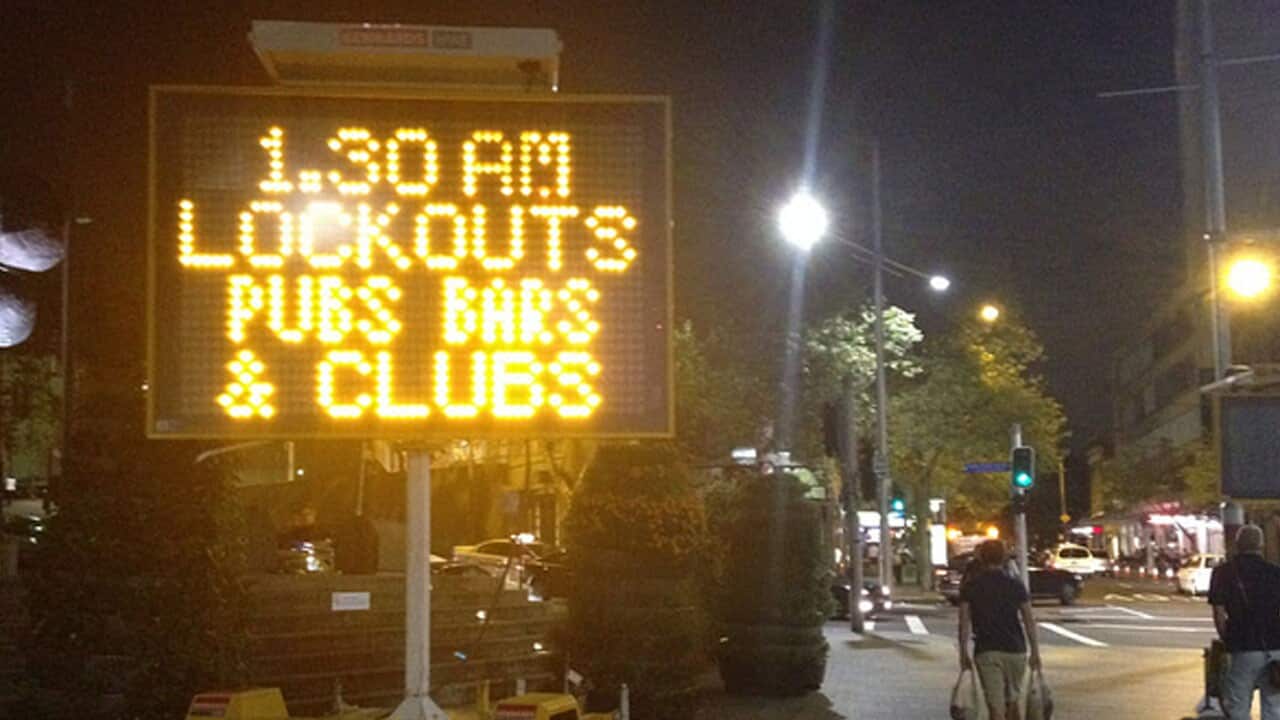 1.30 AM
LOCKOUTS
PUBS BARS
& CLUBS